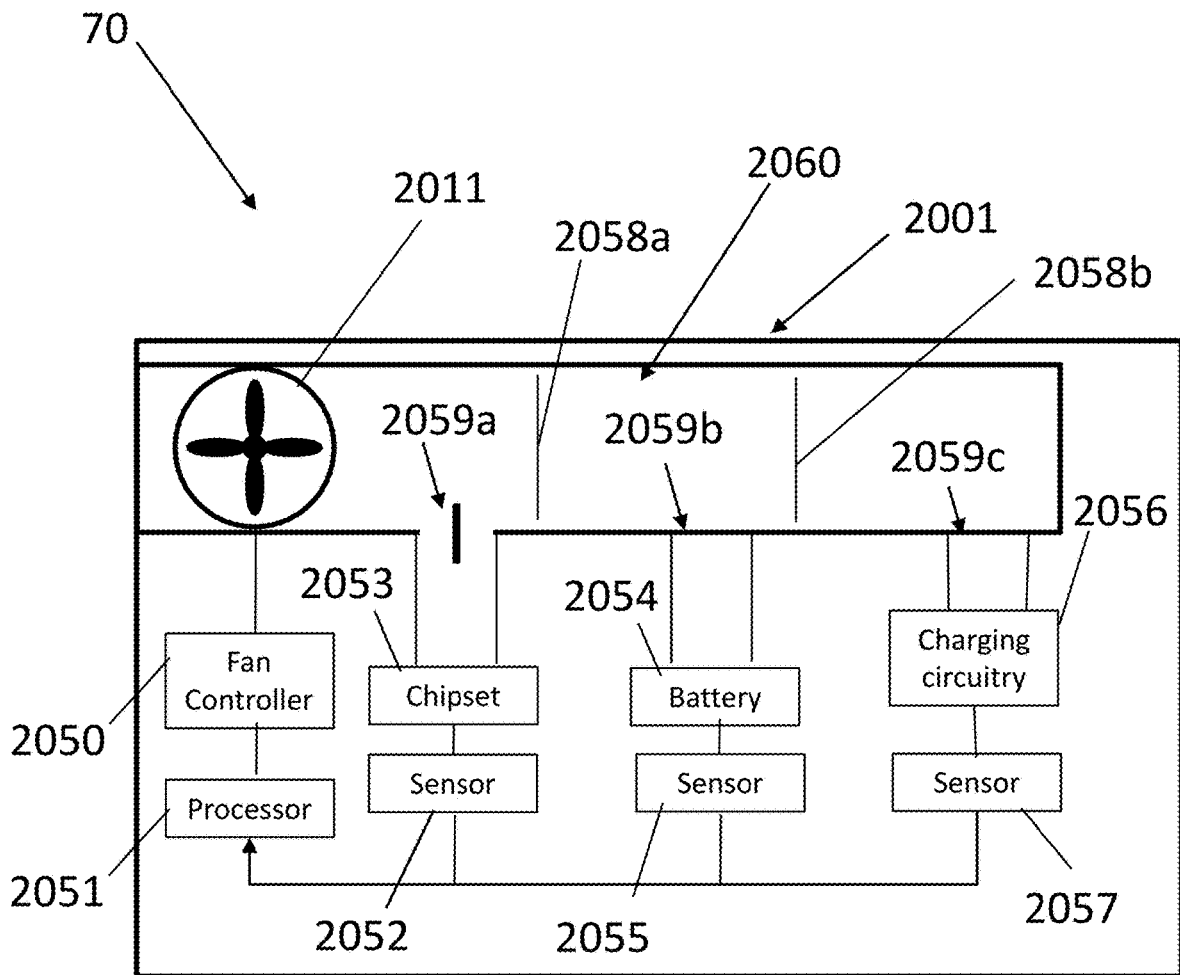 70
2011
2060
2058a
2001
2058b
2059a
2059b
2059c
2056
2053
2054
Fan
Controller
Chipset
Battery
Charging
circuitry
2050
Processor
Sensor
Sensor
Sensor
2051
2052
2055
2057